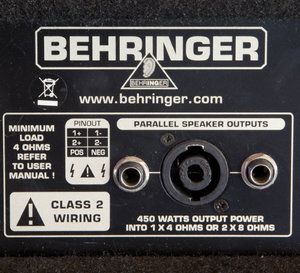 BEHRINGER
BEHRINGER
www.behringer.com
MINIMUM
LOAD
4 OHMS
REFER
TO USER
MANUAL !
PINOUT
1+ 1-
2+ 2-
POS NEG
PARALLEL SPEAKER OUTPUTS
CLASS 2
WIRING
450 WATTS OUTPUT POWER
INTO 1 X 4 OHMS OR 2 X 8 OHMS